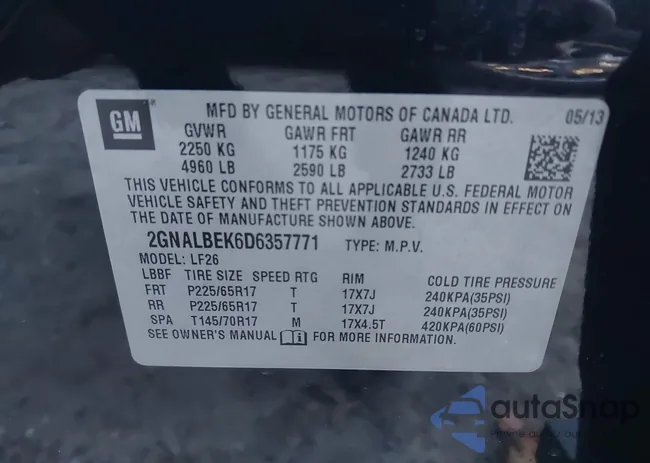 GM
MFD BY GENERAL MOTORS OF CANADA LTD. 05/13
GVWR GAWR FRT GAWR RR
2250 KG 1175 KG 1240 KG
4960 LB 2590 LB 2733 LB
THIS VEHICLE CONFORMS TO ALL APPLICABLE U.S. FEDERAL MOTOR
VEHICLE SAFETY AND THEFT PREVENTION STANDARDS IN EFFECT ON
THE DATE OF MANUFACTURE SHOWN ABOVE.
2GNALBEK6D6357771 TYPE: M.P.V.
MODEL: LF26
LBBF TIRE SIZE SPEED RTG RIM COLD TIRE PRESSURE
FRT P225/65R17 T 17X7J 240KPA(35PSI)
RR P225/65R17 T 17X7J 240KPA(35PSI)
SPA T145/70R17 M 17X4.5T 420KPA(60PSI)
SEE OWNER'S MANUAL FOR MORE INFORMATION.
autoSnap